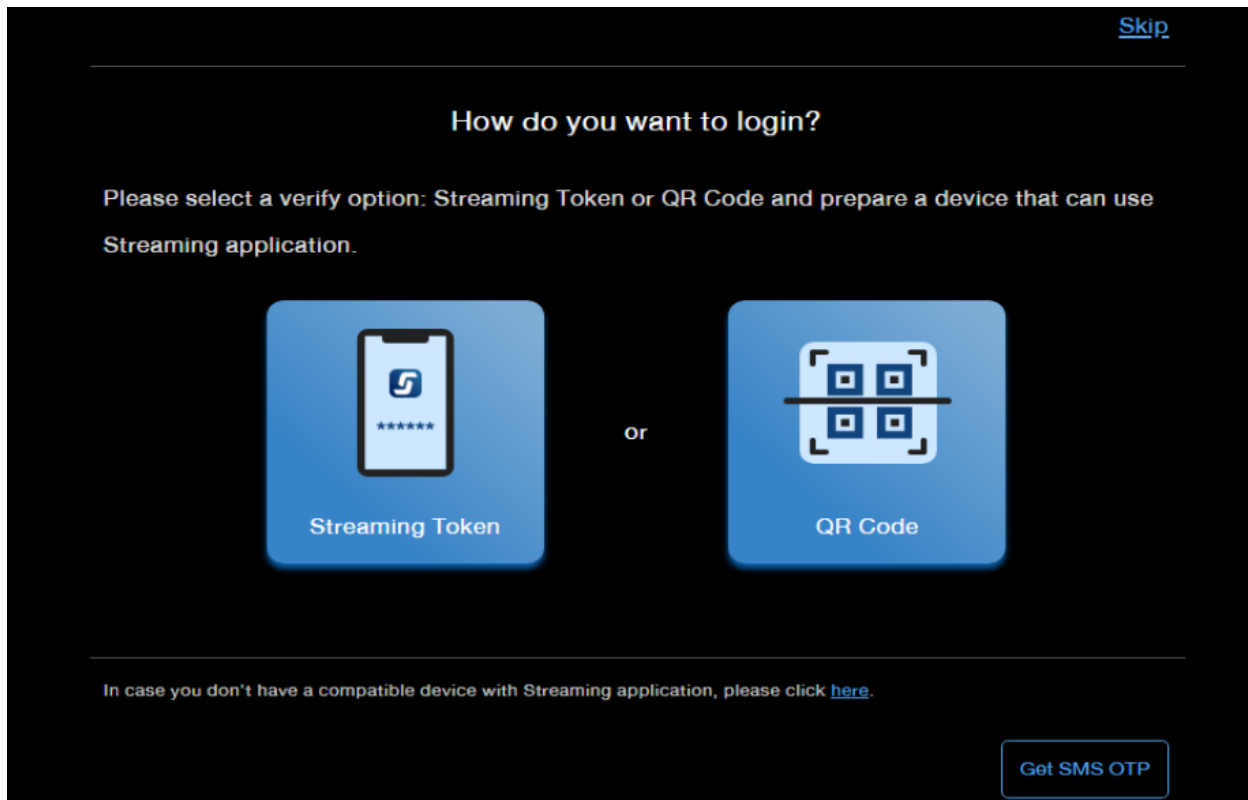 Skip
How do you want to login?
Please select a verify option: Streaming Token or QR Code and prepare a device that can use
Streaming application.
******
or
Streaming Token
QR Code
In case you don't have a compatible device with Streaming application, please click here.
Get SMS OTP